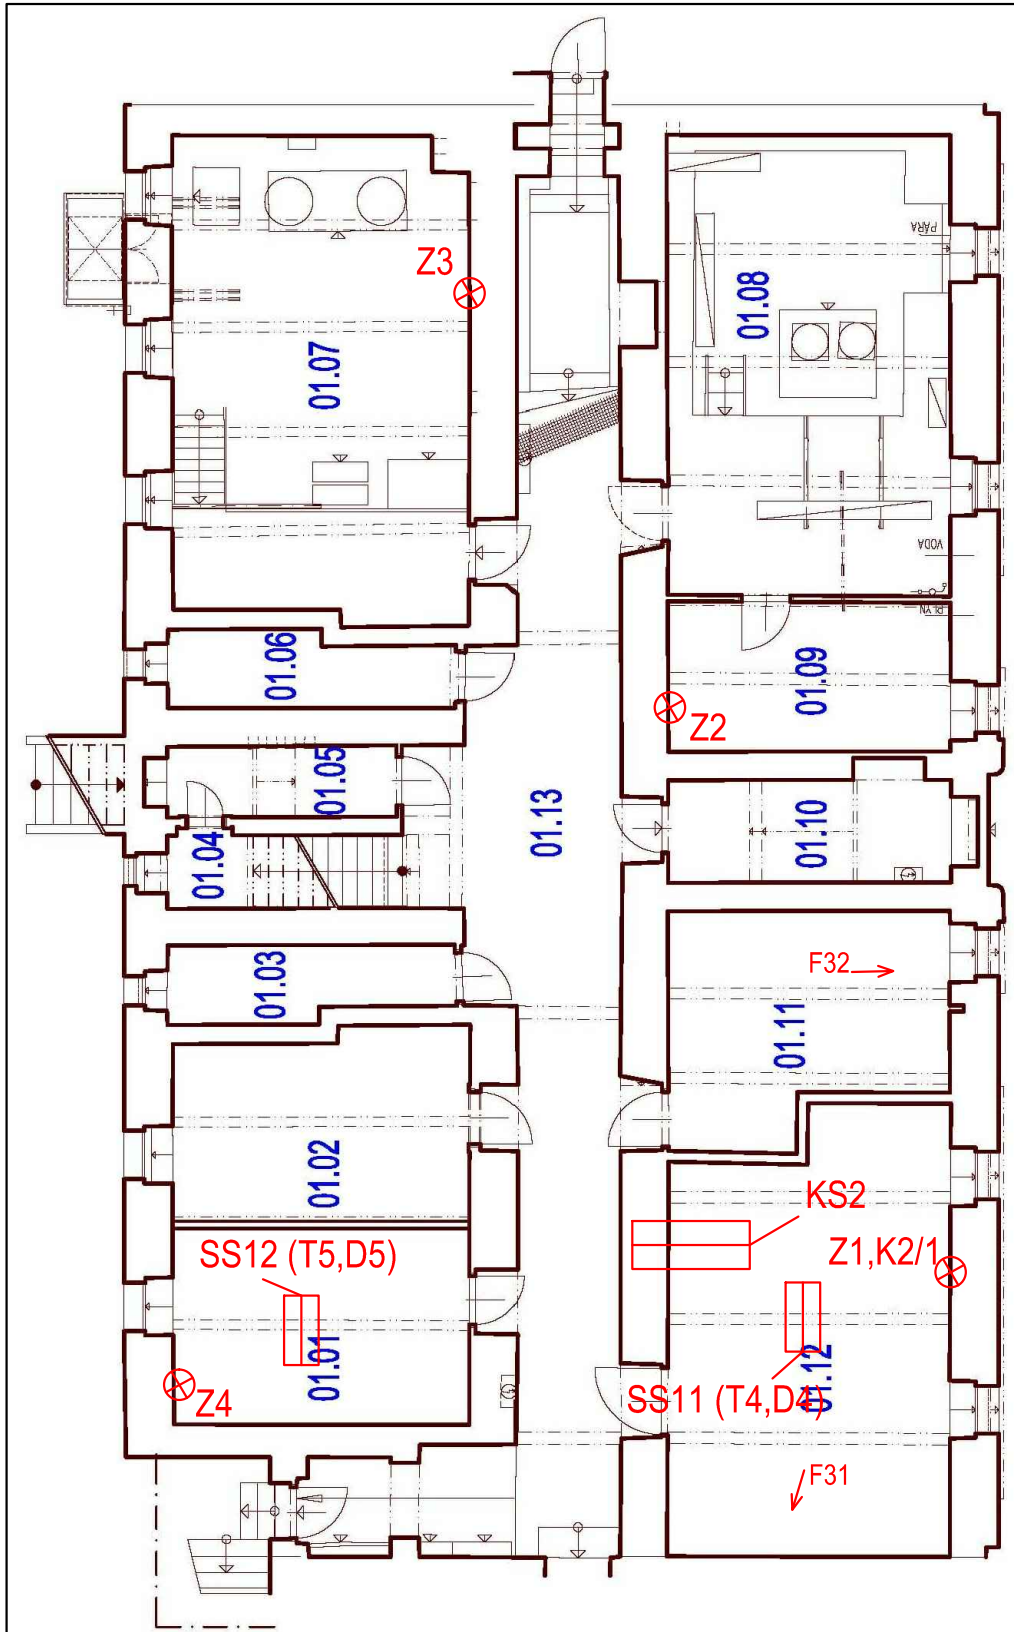 Z3
PÁRA
01.08
01.07
VODA
PLYN
01.06
01.09
Z2
01.05
01.13
01.10
01.04
F32
01.03
01.11
01.02
KS2
SS12 (T5,D5)
Z1,K2/1
01.01
01.12
Z4
SS11 (T4,D4)
F31